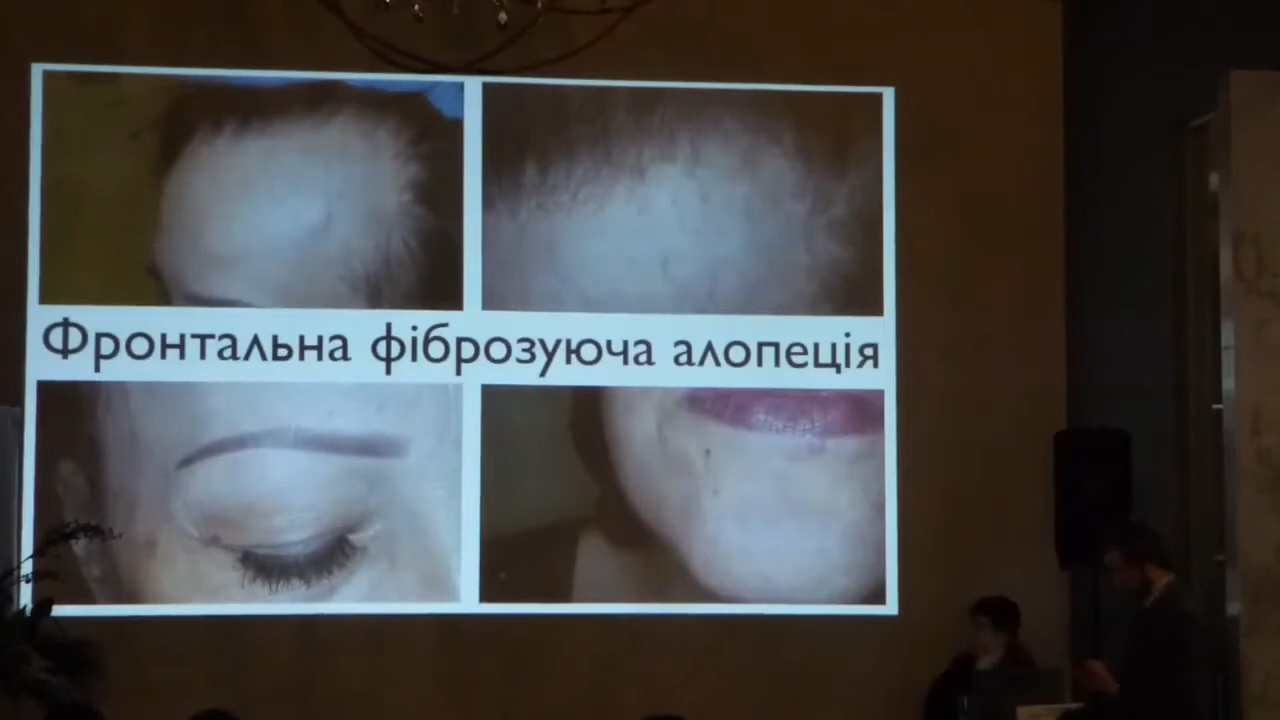 Фронтальна фіброзуюча алопеція